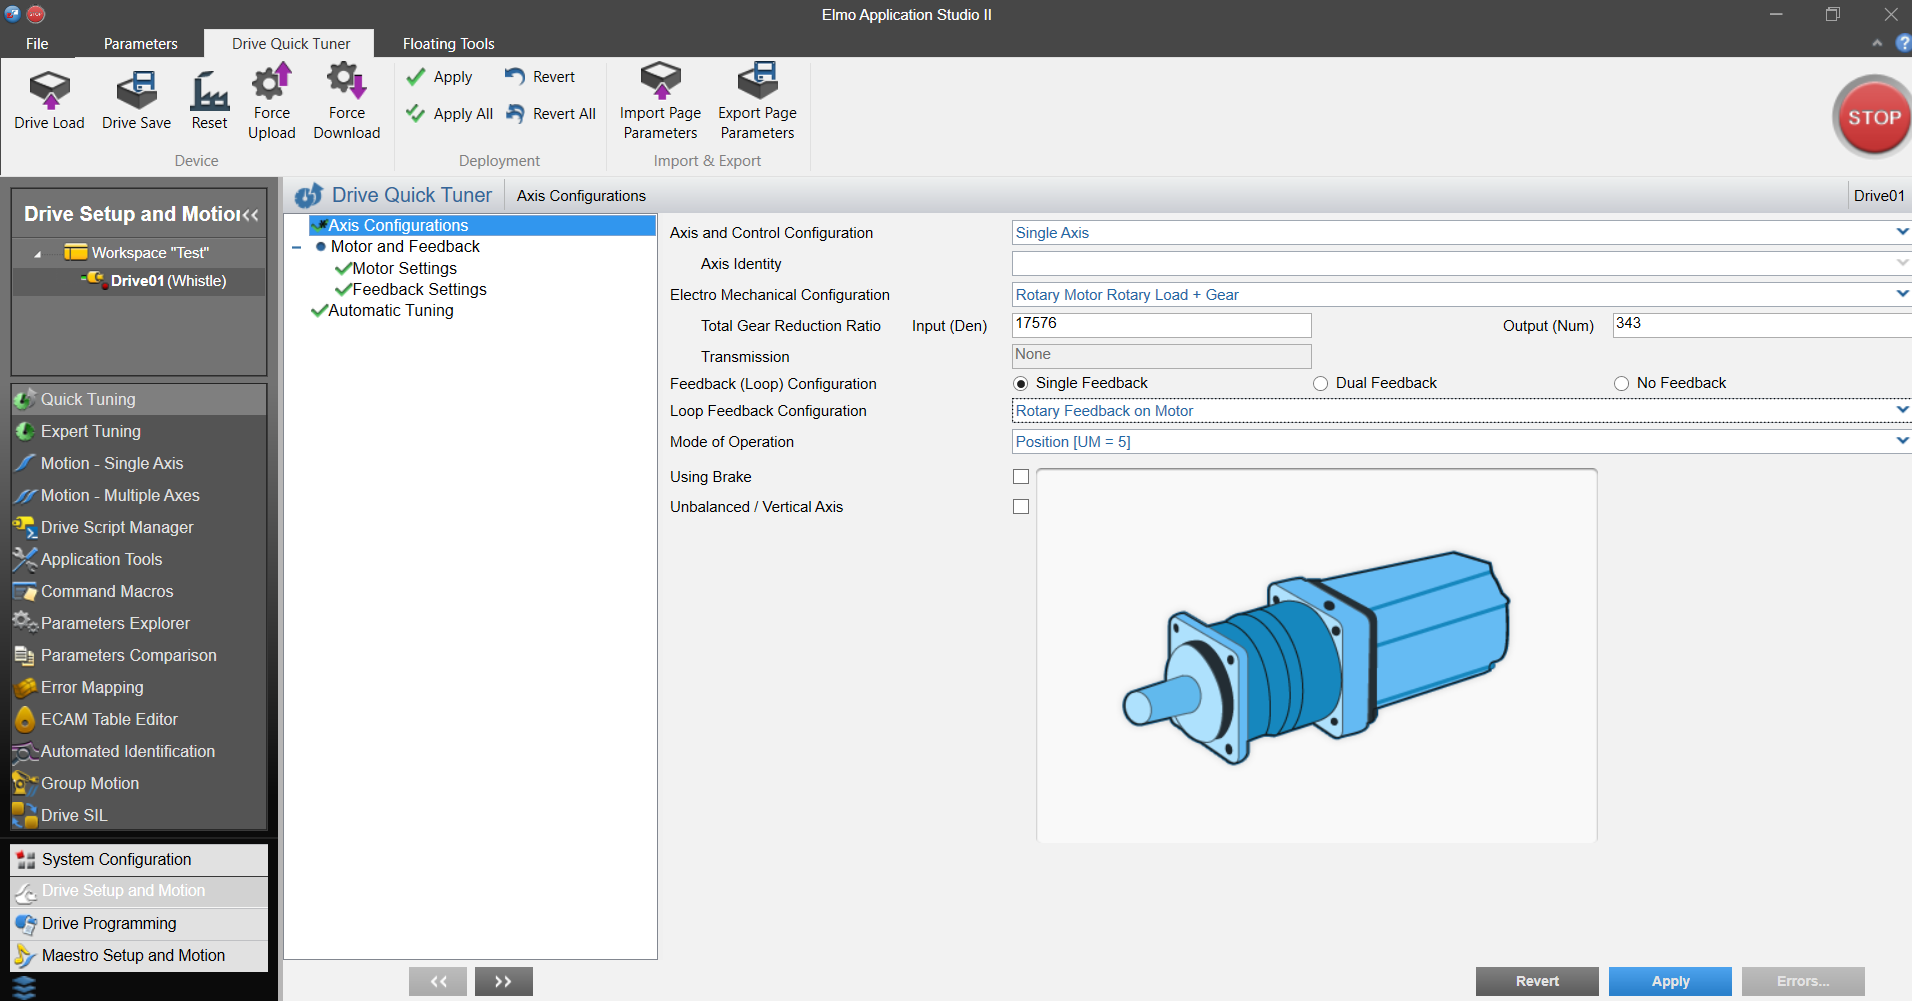 Elmo Application Studio II
File
Parameters
Drive Quick Tuner
Floating Tools
Drive Load
Drive Save
Reset
Force
Upload
Force
Download
Device
Apply
Revert
Apply All
Revert All
Deployment
Import Page
Parameters
Export Page
Parameters
Import & Export
STOP
Drive Setup and Motion
Workspace "Test"
Drive01 (Whistle)
Quick Tuning
Expert Tuning
Motion - Single Axis
Motion - Multiple Axes
Drive Script Manager
Application Tools
Command Macros
Parameters Explorer
Parameters Comparison
Error Mapping
ECAM Table Editor
Automated Identification
Group Motion
Drive SIL
System Configuration
Drive Setup and Motion
Drive Programming
Maestro Setup and Motion
Drive Quick Tuner
Axis Configurations
Drive01
Axis Configurations
Motor and Feedback
Motor Settings
Feedback Settings
Automatic Tuning
Axis and Control Configuration
Single Axis
Axis Identity
Electro Mechanical Configuration
Rotary Motor Rotary Load + Gear
Total Gear Reduction Ratio
Input (Den)
17576
Output (Num)
343
Transmission
None
Feedback (Loop) Configuration
Single Feedback
Dual Feedback
No Feedback
Loop Feedback Configuration
Rotary Feedback on Motor
Mode of Operation
Position [UM = 5]
Using Brake
Unbalanced / Vertical Axis
<<
>>
Revert
Apply
Errors...